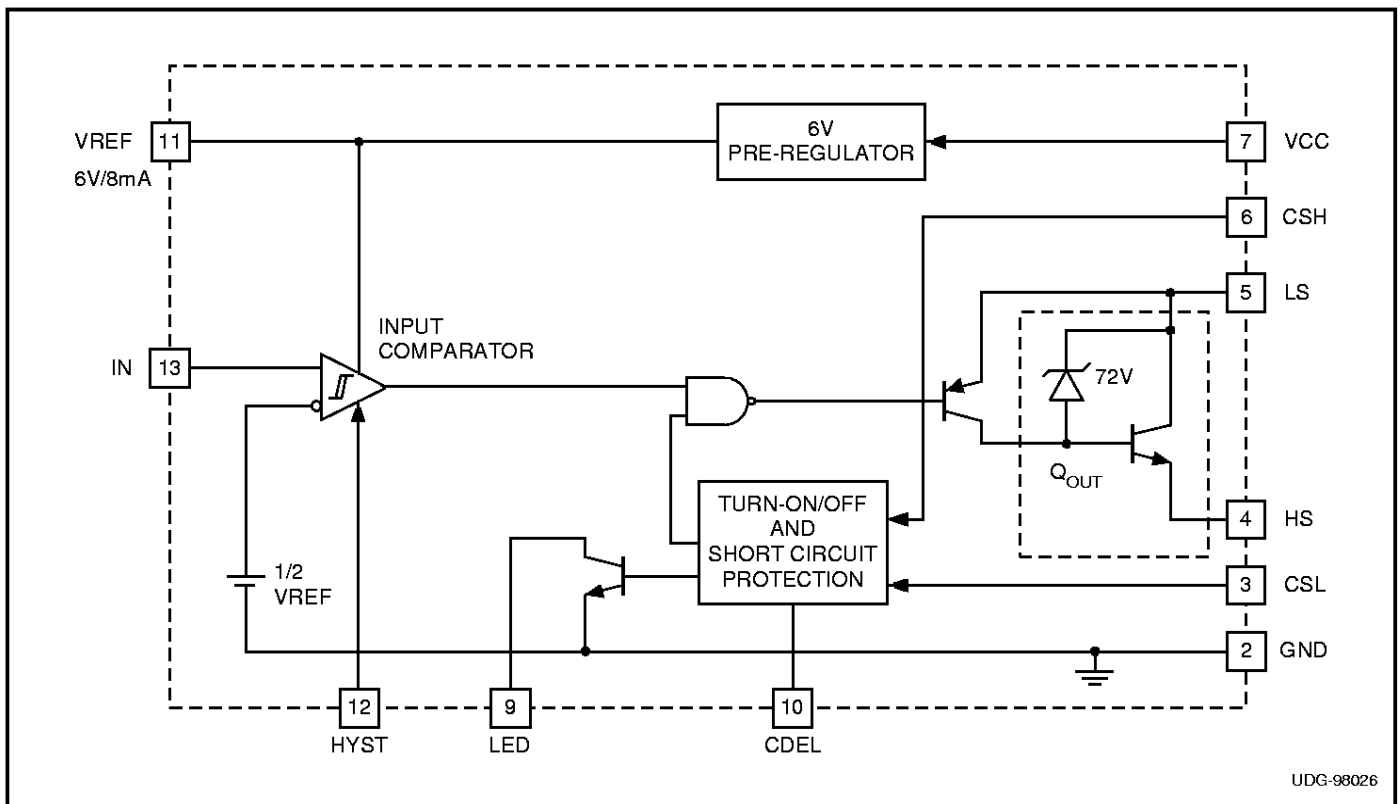 VREF
11
6V/8mA
6V
PRE-REGULATOR
7
VCC
6
CSH
5
LS
INPUT
COMPARATOR
IN
13
72V
QOUT
TURN-ON/OFF
AND
SHORT CIRCUIT
PROTECTION
4
HS
3
CSL
1/2
VREF
2
GND
12
HYST
9
LED
10
CDEL
UDG-98026